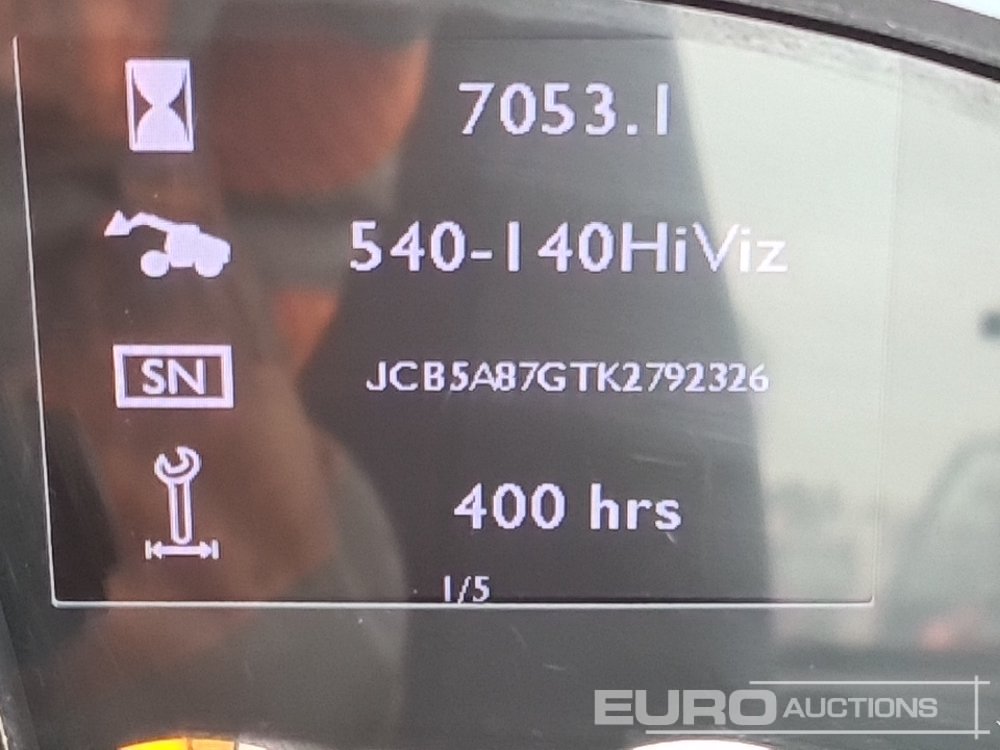 7053.1
540-140HiViz
SN JCB5A87GTK2792326
400 hrs
1/5
EURO AUCTIONS